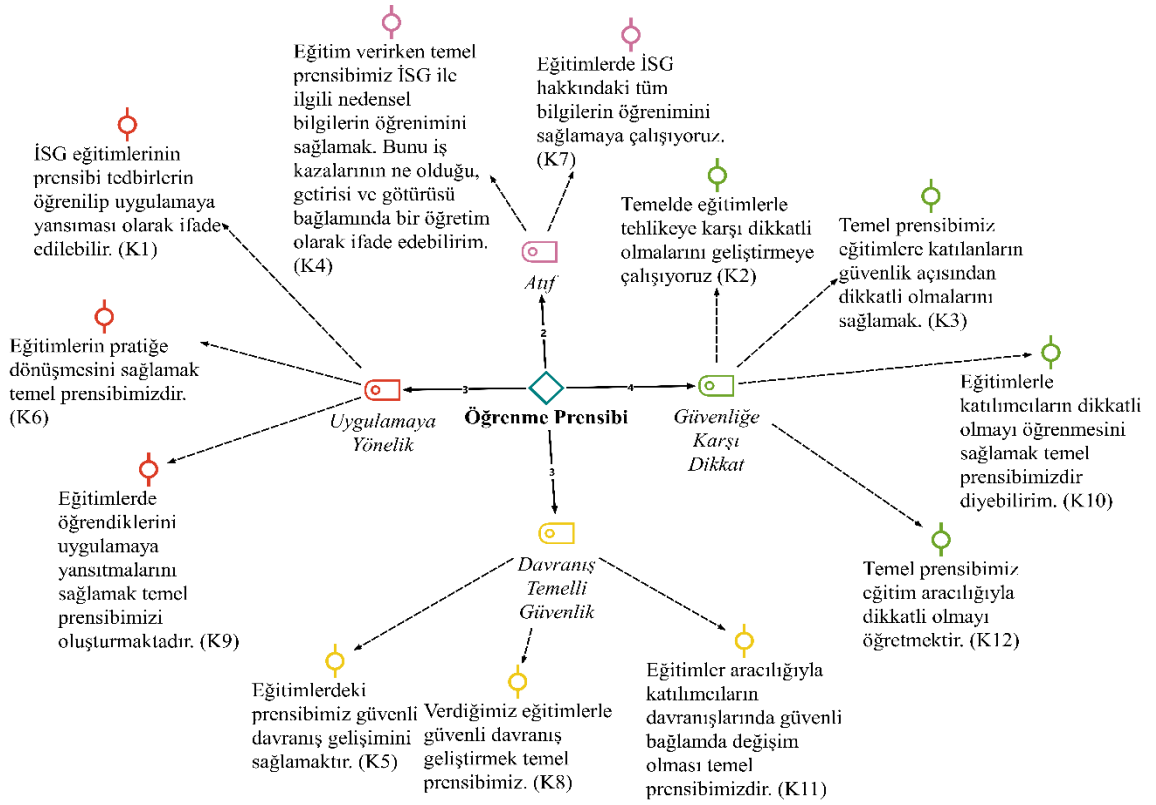 Eğitim verirken temel
prensibimiz İSG ile
ilgili nedensel
bilgilerin öğrenimini
sağlamak. Bunu iş
kazalarının ne olduğu,
getirisi ve götürüsü
bağlamında bir öğretim
olarak ifade edebilirim.
(K4)
Eğitimlerde İSG
hakkındaki tüm
bilgilerin öğrenimini
sağlamaya çalışıyoruz.
(K7)
İSG eğitimlerinin
prensibi tedbirlerin
öğrenilip uygulamaya
yansıması olarak ifade
edilebilir. (K1)
Temelde eğitimlerle
tehlikeye karşı dikkatli
olmalarını geliştirmeye
çalışıyoruz (K2)
Temel prensibimiz
eğitimlere katılanların
güvenlik açısından
dikkatli olmalarını
sağlamak. (K3)
Atıf
2
Eğitimlerin pratiğe
dönüşmesini sağlamak
temel prensibimizdir.
(K6)
3
4
Uygulamaya
Yönelik
Öğrenme Prensibi
Güvenliğe
Karşı
Dikkat
Eğitimlerle
katılımcıların dikkatli
olmayı öğrenmesini
sağlamak temel
prensibimizdir
diyebilirim. (K10)
3
Eğitimlerde
öğrendiklerini
uygulamaya
yansıtmalarını
sağlamak temel
prensibimizi
oluşturmaktadır. (K9)
Davranış
Temelli
Güvenlik
Temel prensibimiz
eğitim aracılığıyla
dikkatli olmayı
öğretmektir. (K12)
Eğitimlerdeki
prensibimiz güvenli
davranış gelişimini
sağlamaktır. (K5)
Verdiğimiz eğitimlerle
güvenli davranış
geliştirmek temel
prensibimiz. (K8)
Eğitimler aracılığıyla
katılımcıların
davranışlarında güvenli
bağlamda değişim
olması temel
prensibimizdir. (K11)